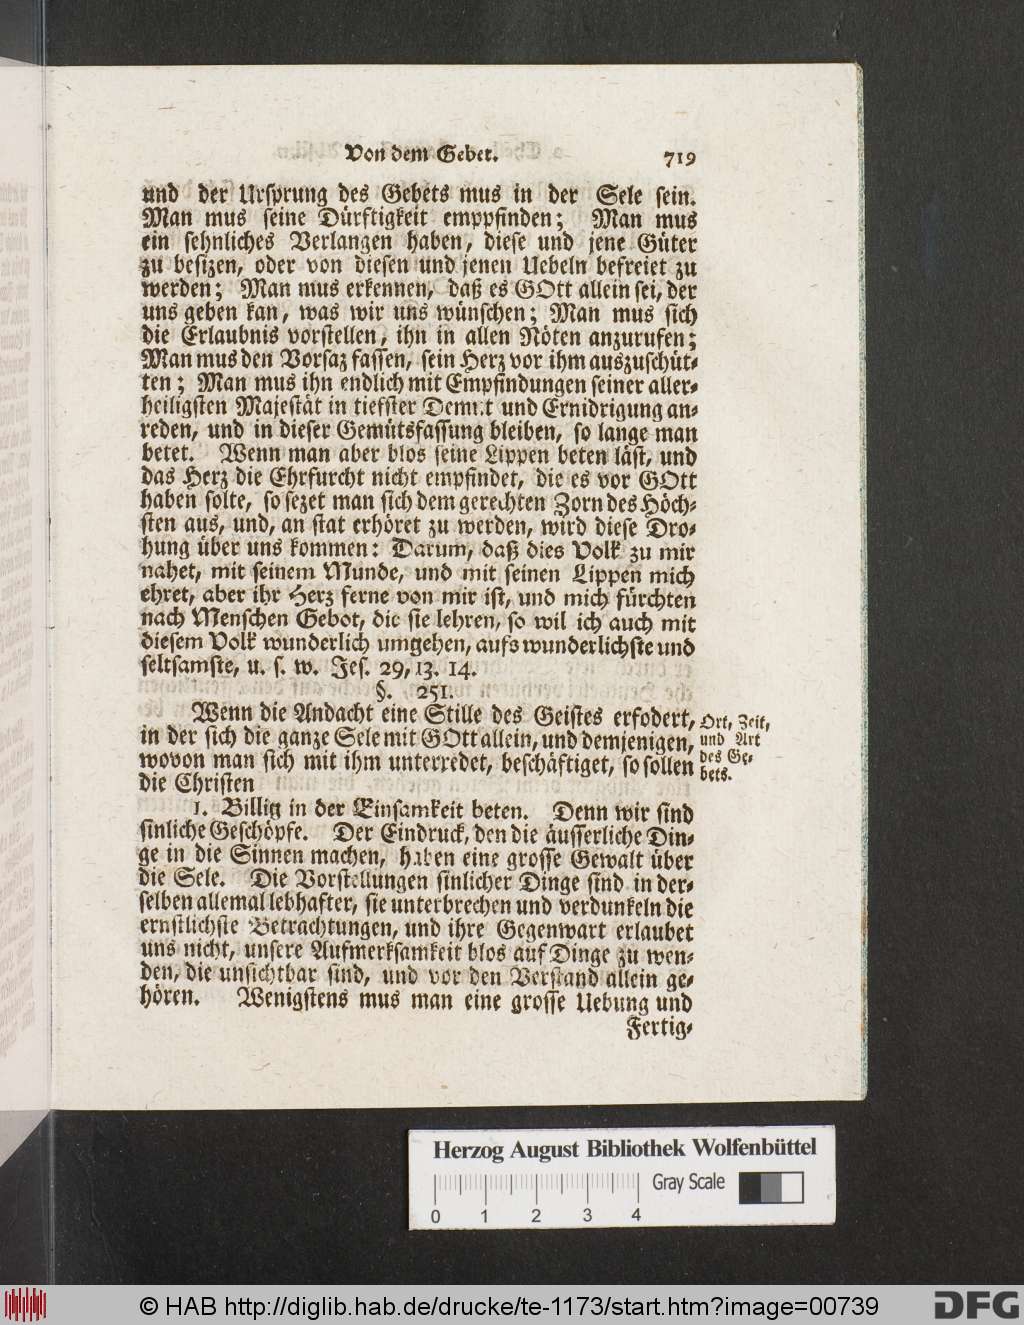 Von dem Gebet. 719
und der Ursprung des Gebets mus in der Sele sein.
Man mus seine Dürftigkeit emppfinden; Man mus
ein sehnliches Verlangen haben, diese und jene Güter
zu besizen, oder von diesen und jenen Uebeln befreiet zu
werden; Man mus erkennen, daß es GOtt allein sei, der
uns geben kan, was wir uns wünschen; Man mus sich
die Erlaubnis vorstellen, ihn in allen Nöten anzurufen;
Man mus den Vorsaz fassen, sein Herz vor ihm auszuschüt-
ten; Man mus ihn endlich mit Empfindungen seiner aller-
heiligsten Majestät in tiefster Demut und Ernidrigung an-
reden, und in dieser Gemütsfassung bleiben, so lange man
betet. Wenn man aber blos seine Lippen beten läst, und
das Herz die Ehrfurcht nicht empfindet, die es vor GOtt
haben solte, so sezet man sich dem gerechten Zorn des Höch-
sten aus, und, an stat erhöret zu werden, wird diese Dro-
hung über uns kommen: Darum, daß dies Volk zu mir
nahet, mit seinem Munde, und mit seinen Lippen mich
ehret, aber ihr Herz ferne von mir ist, und mich fürchten
nach Menschen Gebot, die sie lehren, so wil ich auch mit
diesem Volk wunderlich umgehen, aufs wunderlichste und
seltsamste, u. s. w. Jes. 29, 13. 14.
§. 251.
Wenn die Andacht eine Stille des Geistes erfodert,
in der sich die ganze Sele mit GOtt allein, und demjenigen,
wovon man sich mit ihm unterredet, beschäftiget, so sollen
die Christen
Ort, Zeit,
und Art
des Ge-
bets.
1. Billig in der Einsamkeit beten. Denn wir sind
sinliche Geschöpfe. Der Eindruck, den die äusserliche Din-
ge in die Sinnen machen, haben eine grosse Gewalt über
die Sele. Die Vorstellungen sinlicher Dinge sind in der-
selben allemal lebhafter, sie unterbrechen und verdunkeln die
ernstlichste Betrachtungen, und ihre Gegenwart erlaubet
uns nicht, unsere Aufmerksamkeit blos auf Dinge zu wen-
den, die unsichtbar sind, und vor den Verstand allein ge-
hören. Wenigstens mus man eine grosse Uebung und
Fertig-
Herzog August Bibliothek Wolfenbüttel
Gray Scale
0 1 2 3 4
© HAB http://diglib.hab.de/drucke/te-1173/start.htm?image=00739
DFG